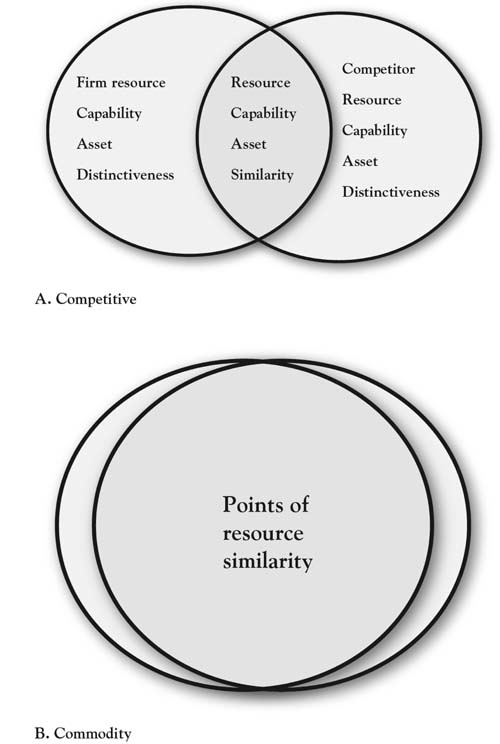 Firm resource
Capability
Asset
Distinctiveness
Resource
Capability
Asset
Similarity
Competitor
Resource
Capability
Asset
Distinctiveness
A. Competitive
Points of
resource
similarity
B. Commodity